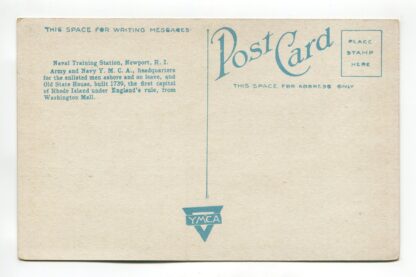 THIS SPACE FOR WRITING MESSAGES
Post Card
PLACE
STAMP
HERE
THIS SPACE FOR ADDRESS ONLY
Naval Training Station, Newport, R. I.
Army and Navy Y. M. C. A., headquarters
for the enlisted men ashore and on leave, and
Old State House, built 1739, the first capital
of Rhode Island under England's rule, from
Washington Mall.
YMCA